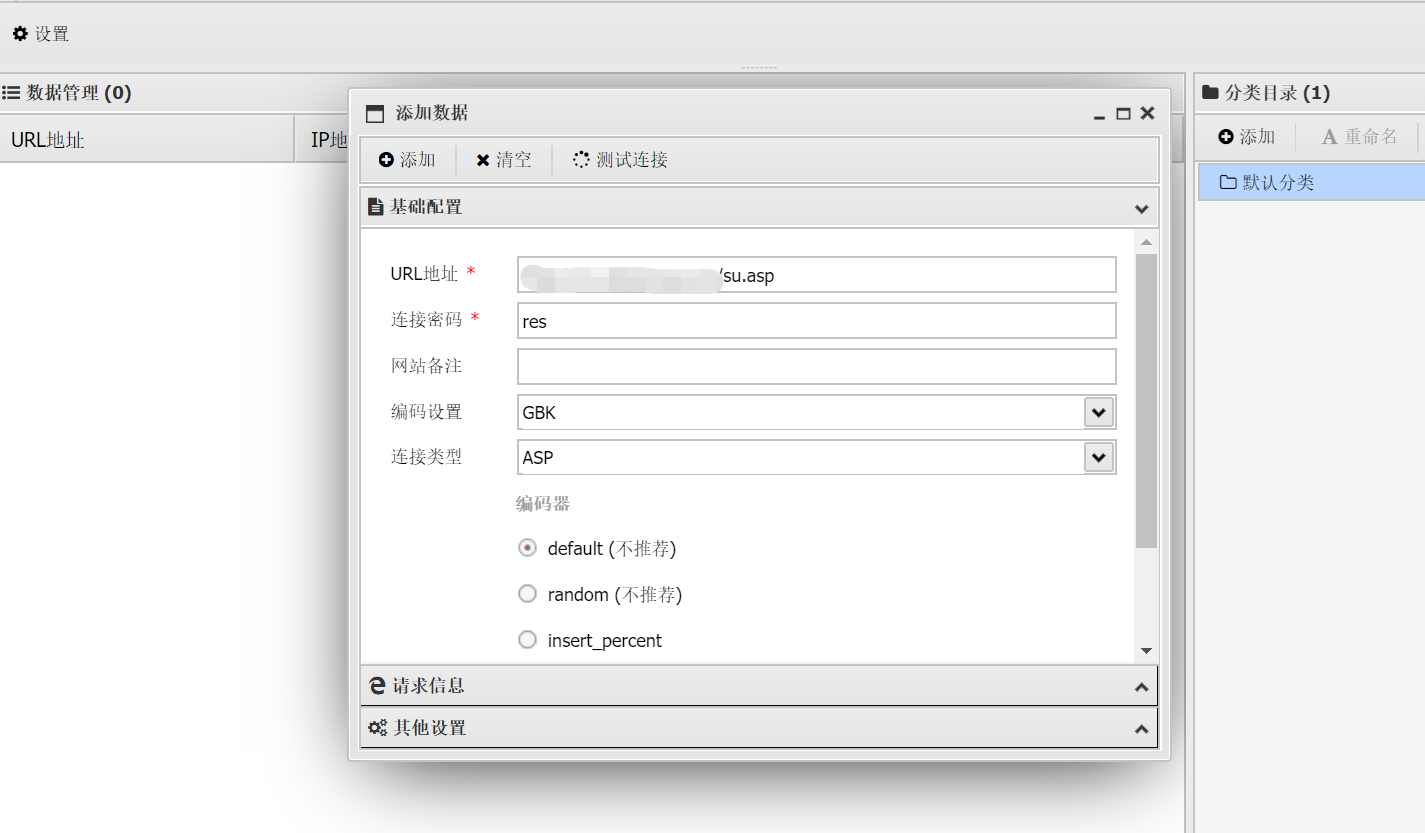 设置
数据管理 (0)
URL地址
IP地
添加数据
添加
清空
测试连接
基础配置
URL地址 *
/su.asp
连接密码 *
res
网站备注
编码设置
GBK
连接类型
ASP
编码器
default (不推荐)
random (不推荐)
insert_percent
请求信息
其他设置
分类目录 (1)
添加
A 重命名
默认分类